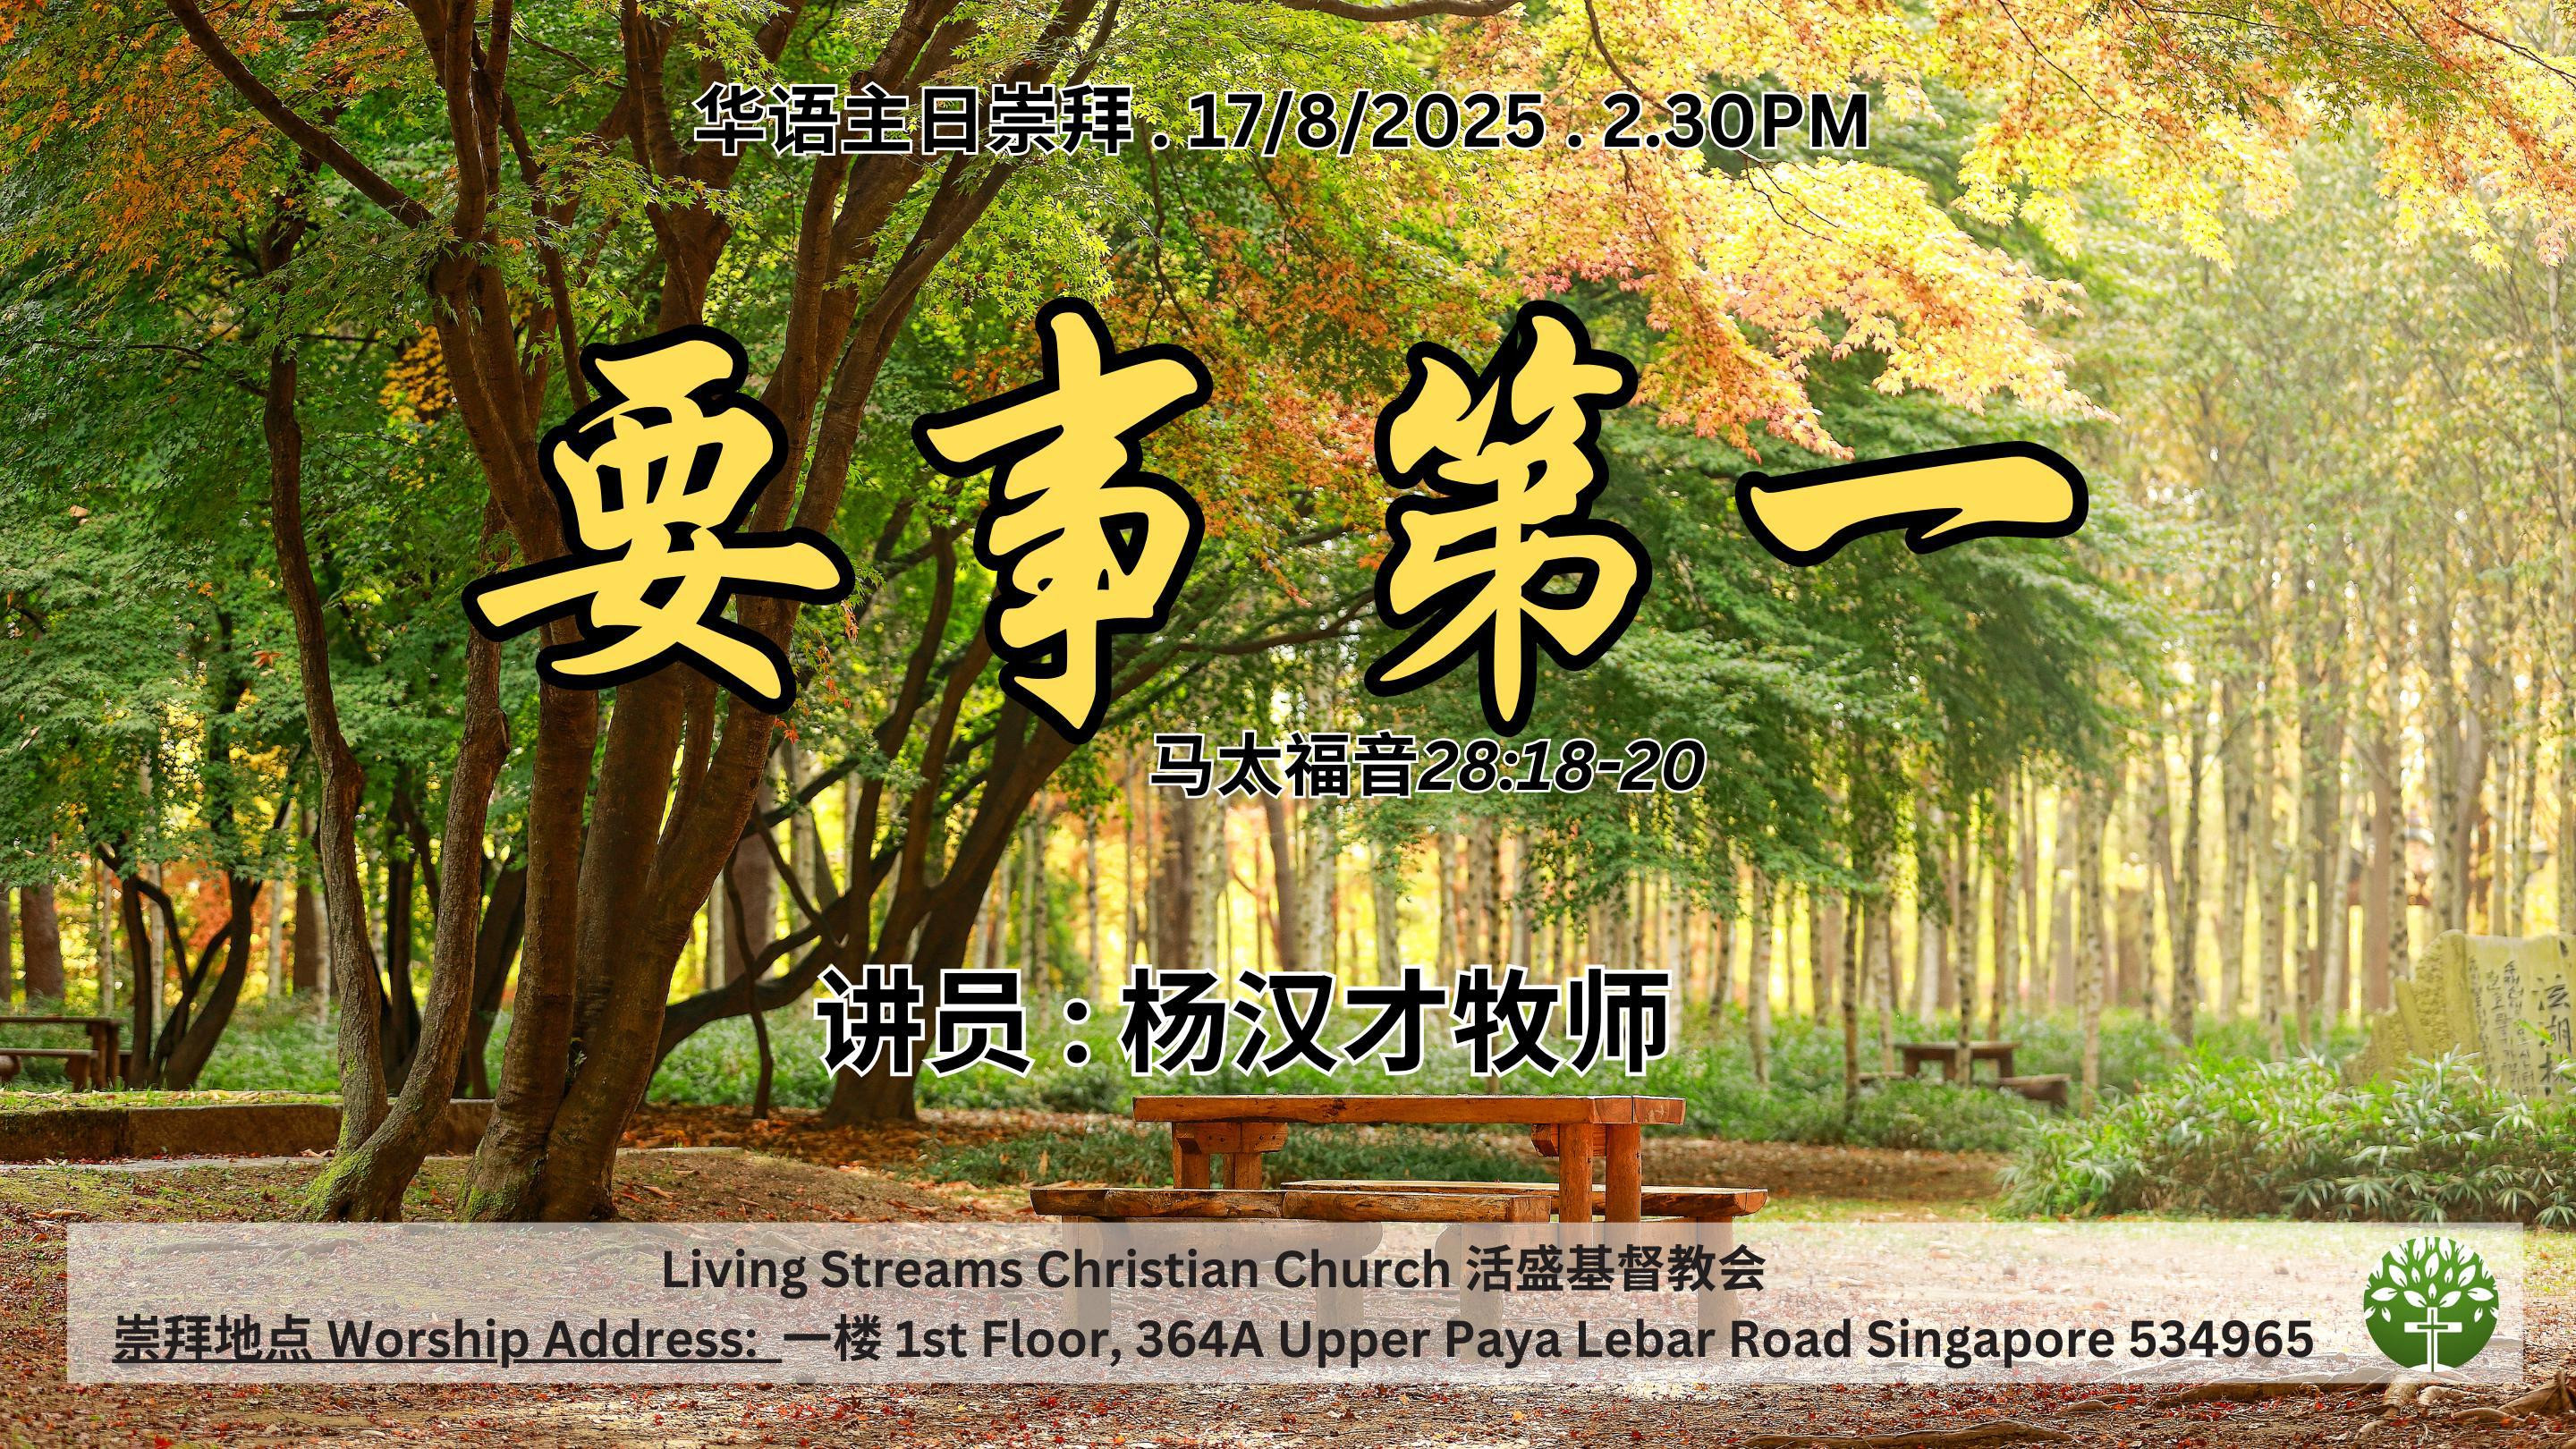 华语主日崇拜 . 17/8/2025 . 2.30PM
要事第一
马太福音28:18-20
讲员 : 杨汉才牧师
Living Streams Christian Church 活盛基督教会
崇拜地点 Worship Address: 一楼 1st Floor, 364A Upper Paya Lebar Road Singapore 534965